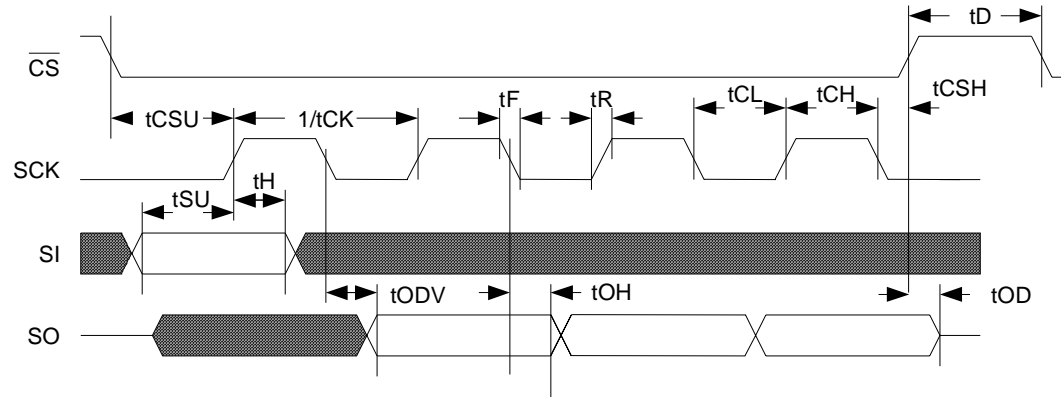 tD
CS
tF
tR
tCL
tCH
tCSH
tCSU
1/tCK
SCK
tH
tSU
SI
tODV
tOH
tOD
SO